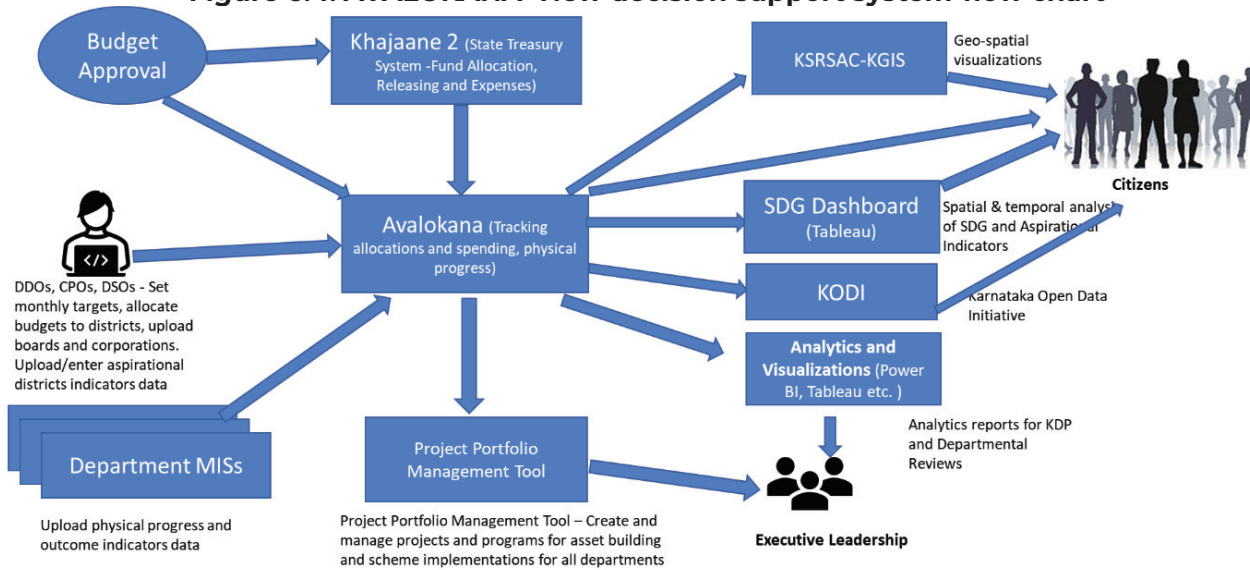 Budget
Approval
Khajaane 2 (State Treasury
System -Fund Allocation,
Releasing and Expenses)
KSRSAC-KGIS
Geo-spatial
visualizations
Citizens
Avalokana (Tracking
allocations and spending, physical
progress)
SDG Dashboard
(Tableau)
Spatial & temporal analysi
of SDG and Aspirational
Indicators
</>
DDOs, CPOs, DSOs - Set
monthly targets, allocate
budgets to districts, upload
boards and corporations.
Upload/enter aspirational
districts indicators data
KODI
Karnataka Open Data
Initiative
Analytics and
Visualizations (Power
BI, Tableau etc. )
Analytics reports for KDP
and Departmental
Reviews
Department MISs
Upload physical progress and
outcome indicators data
Project Portfolio
Management Tool
Project Portfolio Management Tool – Create and
manage projects and programs for asset building
and scheme implementations for all departments
Executive Leadership